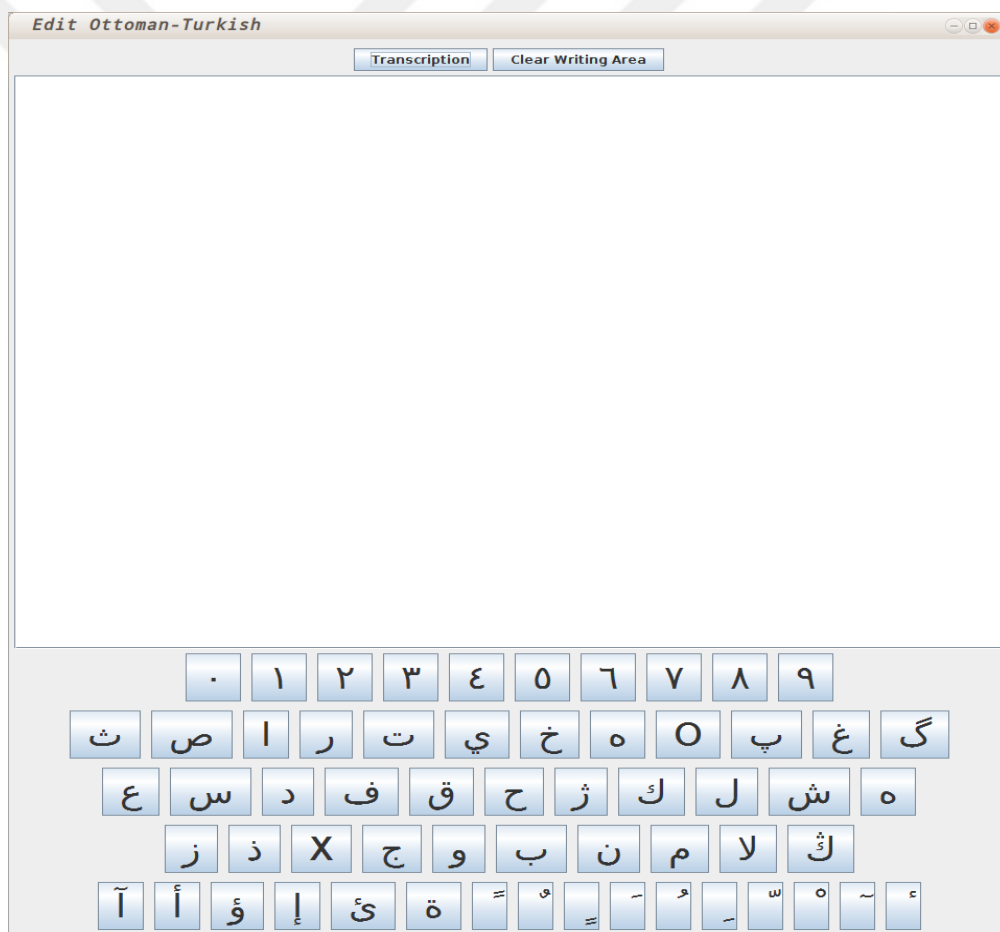 Edit Ottoman-Turkish
Transcription Clear Writing Area
٠ ١ ٢ ٣ ٤ ٥ ٦ ٧ ٨ ٩
ث ص ا ر ت ي خ ه O پ غ گ
ع س د ف ق ح ژ ك ل ش ه
ز ذ X ج و ب ن م لا ڭ
آ أ ؤ إ ئ ة ً ٌ ٍ َ ُ ِ ّ ْ ٓ ٔ